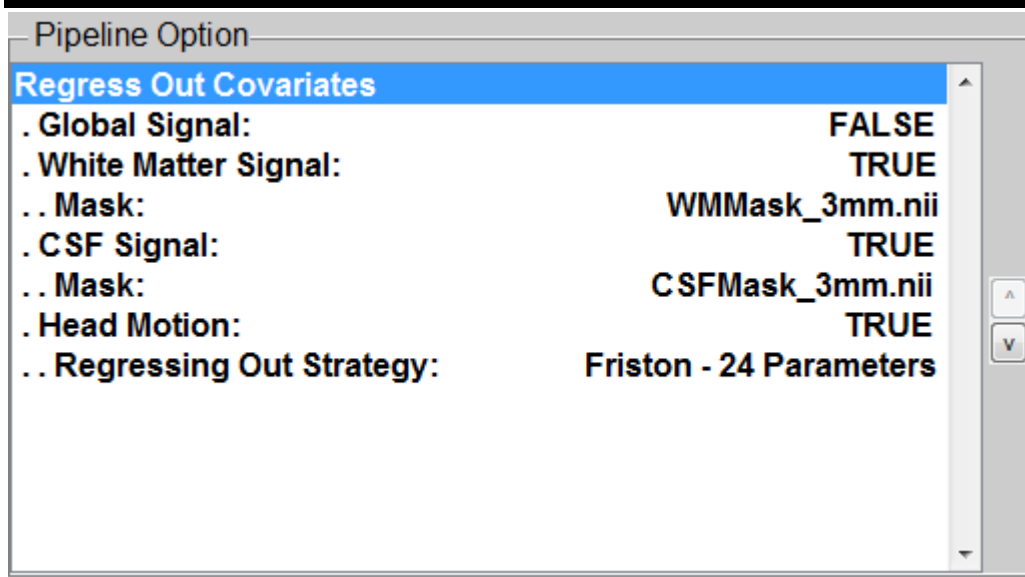 Pipeline Option
Regress Out Covariates
. Global Signal: FALSE
. White Matter Signal: TRUE
. . Mask: WMMask_3mm.nii
. CSF Signal: TRUE
. . Mask: CSFMask_3mm.nii
. Head Motion: TRUE
. . Regressing Out Strategy: Friston - 24 Parameters